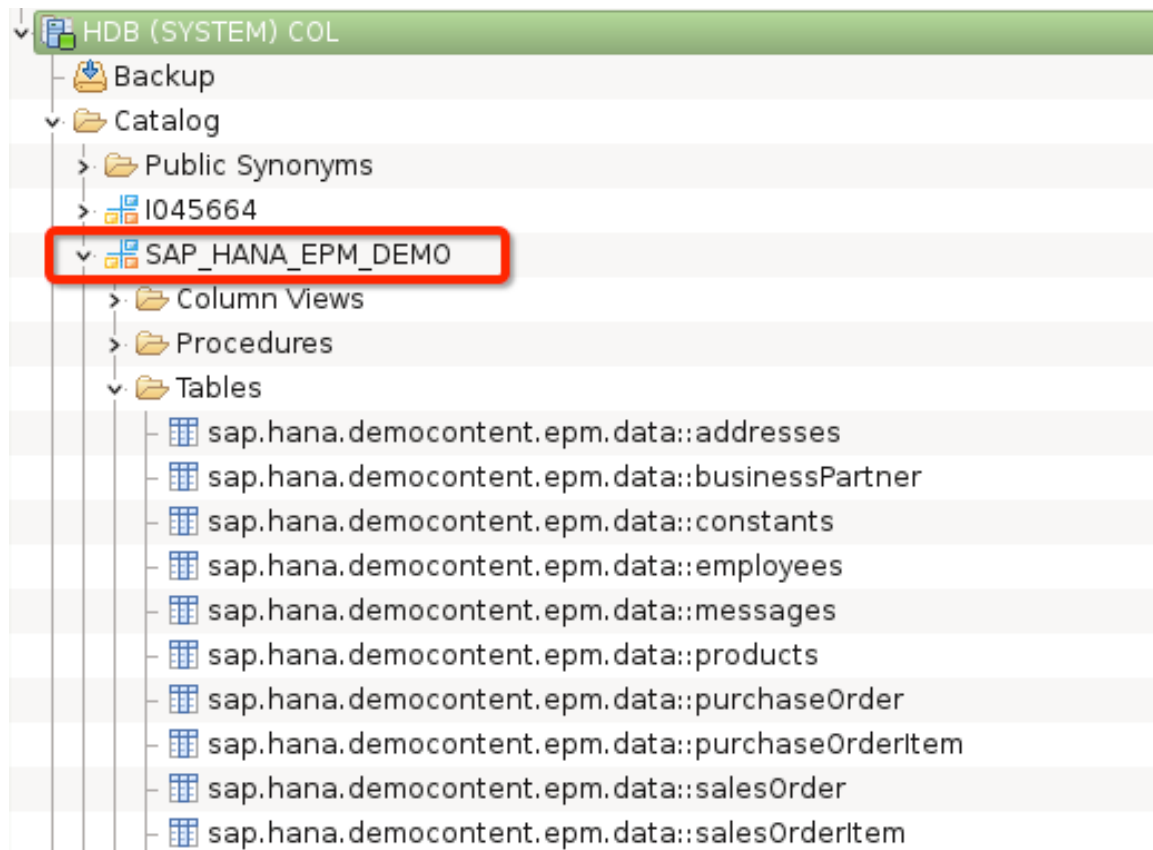 HDB (SYSTEM) COL
Backup
Catalog
Public Synonyms
I045664
SAP_HANA_EPM_DEMO
Column Views
Procedures
Tables
sap.hana.democontent.epm.data::addresses
sap.hana.democontent.epm.data::businessPartner
sap.hana.democontent.epm.data::constants
sap.hana.democontent.epm.data::employees
sap.hana.democontent.epm.data::messages
sap.hana.democontent.epm.data::products
sap.hana.democontent.epm.data::purchaseOrder
sap.hana.democontent.epm.data::purchaseOrderItem
sap.hana.democontent.epm.data::salesOrder
sap.hana.democontent.epm.data::salesOrderItem